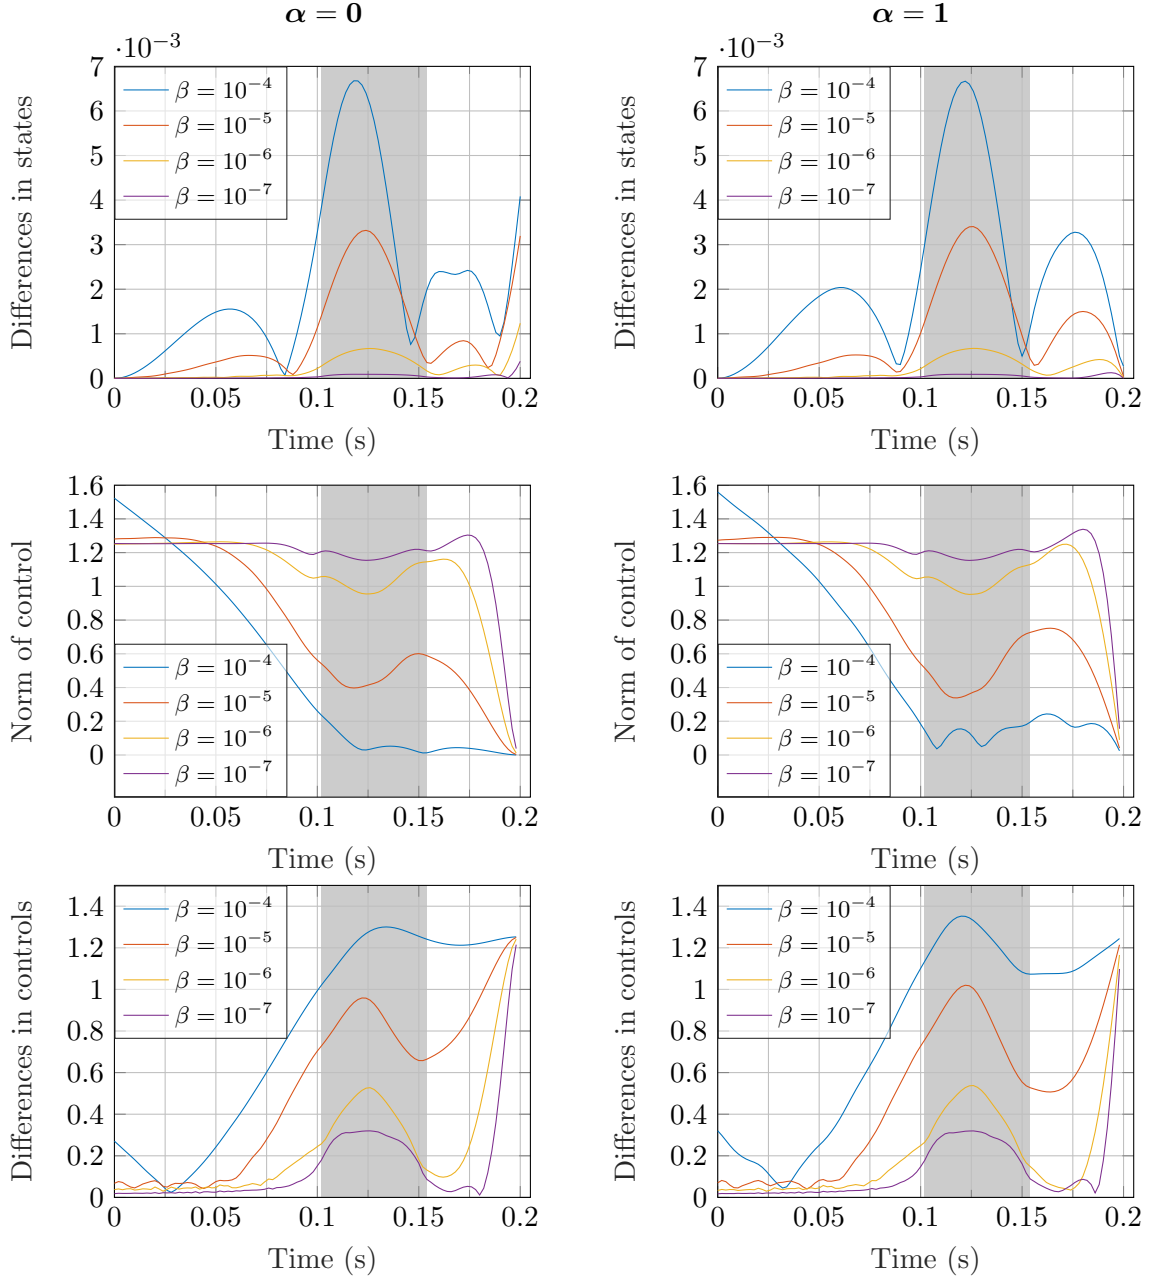 α = 0
α = 1
·10⁻³
7
6
5
4
3
2
1
0
Differences in states
β = 10⁻⁴
β = 10⁻⁵
β = 10⁻⁶
β = 10⁻⁷
0 0.05 0.1 0.15 0.2
Time (s)
·10⁻³
7
6
5
4
3
2
1
0
Differences in states
β = 10⁻⁴
β = 10⁻⁵
β = 10⁻⁶
β = 10⁻⁷
0 0.05 0.1 0.15 0.2
Time (s)
1.6
1.4
1.2
1
0.8
0.6
0.4
0.2
0
Norm of control
β = 10⁻⁴
β = 10⁻⁵
β = 10⁻⁶
β = 10⁻⁷
0 0.05 0.1 0.15 0.2
Time (s)
1.6
1.4
1.2
1
0.8
0.6
0.4
0.2
0
Norm of control
β = 10⁻⁴
β = 10⁻⁵
β = 10⁻⁶
β = 10⁻⁷
0 0.05 0.1 0.15 0.2
Time (s)
1.4
1.2
1
0.8
0.6
0.4
0.2
0
Differences in controls
β = 10⁻⁴
β = 10⁻⁵
β = 10⁻⁶
β = 10⁻⁷
0 0.05 0.1 0.15 0.2
Time (s)
1.4
1.2
1
0.8
0.6
0.4
0.2
0
Differences in controls
β = 10⁻⁴
β = 10⁻⁵
β = 10⁻⁶
β = 10⁻⁷
0 0.05 0.1 0.15 0.2
Time (s)